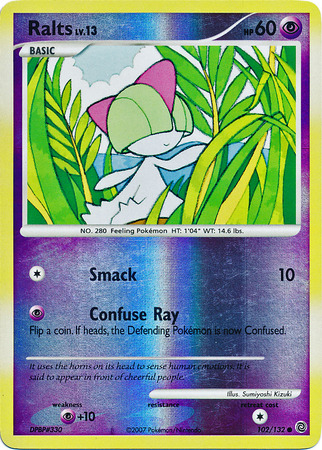 Ralts LV.13 HP 60
BASIC
NO. 280 Feeling Pokémon HT: 1'04" WT: 14.6 lbs.
Smack 10
Confuse Ray
Flip a coin. If heads, the Defending Pokémon is now Confused.
It uses the horns on its head to sense human emotions. It is
said to appear in front of cheerful people.
Illus. Sumiyoshi Kizuki
weakness resistance retreat cost
+10
DPBP#330 ©2007 Pokémon/Nintendo 102/132